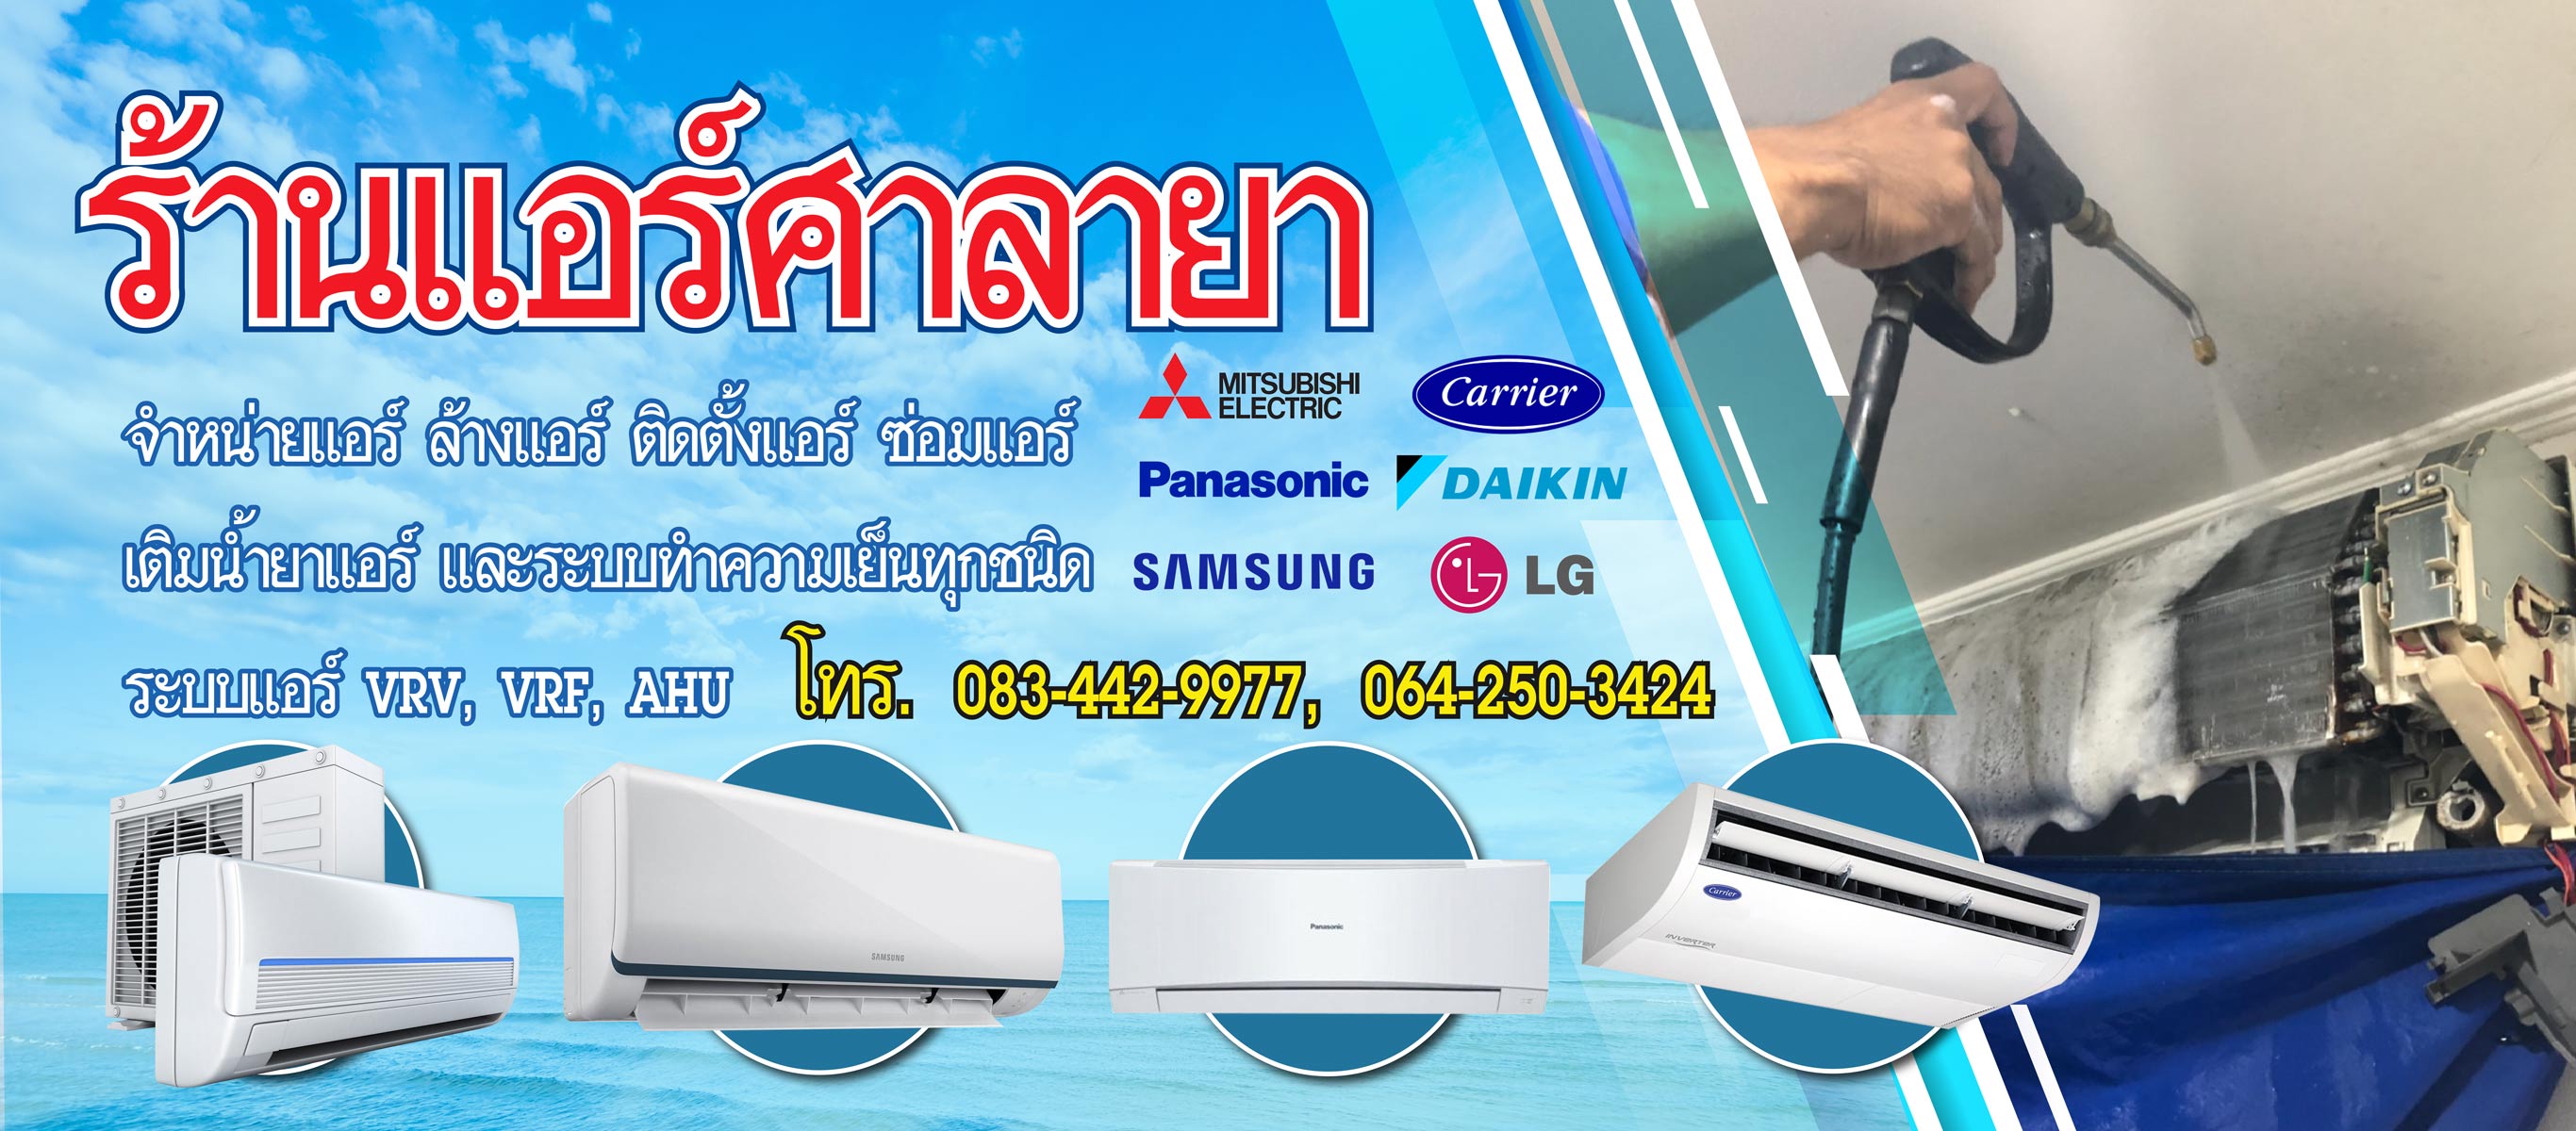 ร้านแอร์ศาลายา
จำหน่ายแอร์ ล้างแอร์ ติดตั้งแอร์ ซ่อมแอร์
เติมน้ำยาแอร์ และระบบทำความเย็นทุกชนิด
ระบบแอร์ VRV, VRF, AHU
โทร. 083-442-9977, 064-250-3424
MITSUBISHI
ELECTRIC
Carrier
Panasonic
DAIKIN
SAMSUNG
LG
SAMSUNG
Panasonic
Carrier
INVERTER